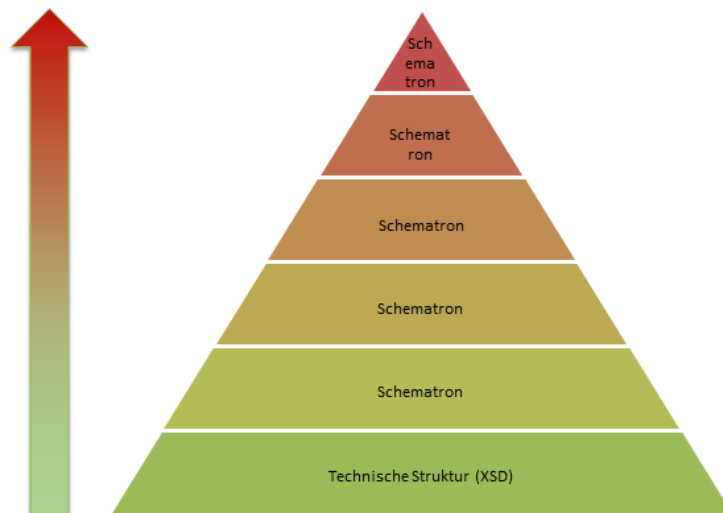 Sch
ema
tron
Schemat
ron
Schematron
Schematron
Schematron
Technische Struktur (XSD)